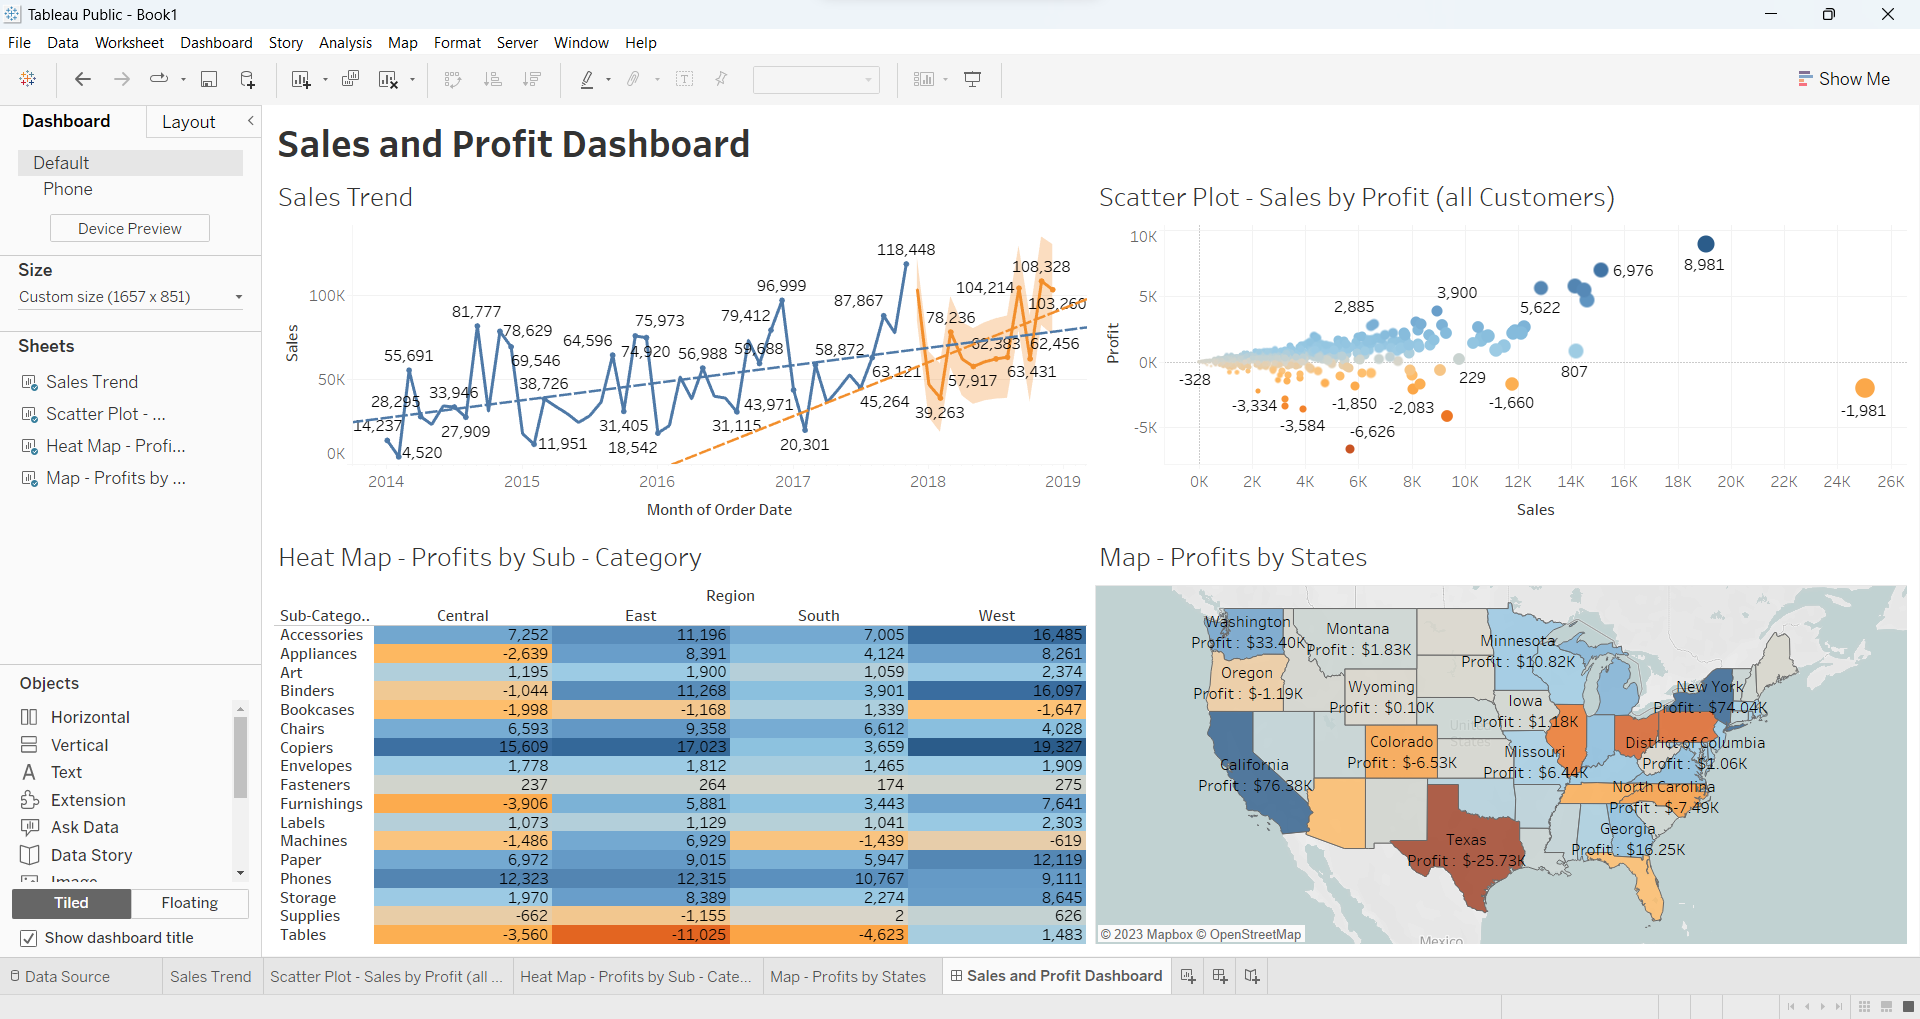 Tableau Public - Book1
File Data Worksheet Dashboard Story Analysis Map Format Server Window Help
Show Me
Dashboard Layout
Default
Phone
Device Preview
Size
Custom size (1657 x 851)
Sheets
Sales Trend
Scatter Plot - ...
Heat Map - Profi...
Map - Profits by ...
Objects
Horizontal
Vertical
Text
Extension
Ask Data
Data Story
Image
Tiled Floating
Show dashboard title
Sales and Profit Dashboard
Sales Trend
Sales
100K
50K
0K
118,448
108,328
96,999
104,214
87,867
103,260
81,777
75,973
79,412
78,236
78,629
64,596
55,691
69,546
74,920
56,988
59,688
58,872
62,383
62,456
28,295
33,946
38,726
63,121
57,917
63,431
14,237
27,909
31,405
43,971
45,264
39,263
4,520
11,951
18,542
31,115
20,301
2014 2015 2016 2017 2018 2019
Month of Order Date
Scatter Plot - Sales by Profit (all Customers)
Profit
10K
5K
0K
-5K
8,981
6,976
3,900
2,885
5,622
807
-328
229
-3,334
-1,850
-2,083
-1,660
-1,981
-3,584
-6,626
0K 2K 4K 6K 8K 10K 12K 14K 16K 18K 20K 22K 24K 26K
Sales
Heat Map - Profits by Sub - Category
Region
Sub-Catego.. Central East South West
Accessories 7,252 11,196 7,005 16,485
Appliances -2,639 8,391 4,124 8,261
Art 1,195 1,900 1,059 2,374
Binders -1,044 11,268 3,901 16,097
Bookcases -1,998 -1,168 1,339 -1,647
Chairs 6,593 9,358 6,612 4,028
Copiers 15,609 17,023 3,659 19,327
Envelopes 1,778 1,812 1,465 1,909
Fasteners 237 264 174 275
Furnishings -3,906 5,881 3,443 7,641
Labels 1,073 1,129 1,041 2,303
Machines -1,486 6,929 -1,439 -619
Paper 6,972 9,015 5,947 12,119
Phones 12,323 12,315 10,767 9,111
Storage 1,970 8,389 2,274 8,645
Supplies -662 -1,155 2 626
Tables -3,560 -11,025 -4,623 1,483
Map - Profits by States
Washington
Profit : $33.40K
Montana
Profit : $1.83K
Minnesota
Profit : $10.82K
Oregon
Profit : $-1.19K
Wyoming
Profit : $0.10K
Iowa
Profit : $1.18K
New York
Profit : $74.04K
United
States
Colorado
Profit : $-6.53K
Missouri
Profit : $6.44K
District of Columbia
Profit : $1.06K
California
Profit : $76.38K
North Carolina
Profit : $-7.49K
Georgia
Profit : $16.25K
Texas
Profit : $-25.73K
Mexico
© 2023 Mapbox © OpenStreetMap
Data Source Sales Trend Scatter Plot - Sales by Profit (all ... Heat Map - Profits by Sub - Cate... Map - Profits by States Sales and Profit Dashboard